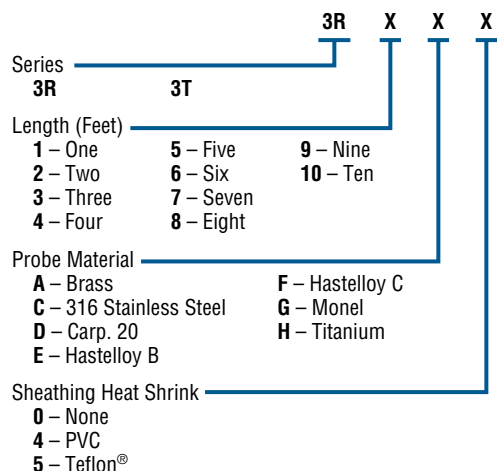 3R X X X
Series
3R 3T
Length (Feet)
1 – One 5 – Five 9 – Nine
2 – Two 6 – Six 10 – Ten
3 – Three 7 – Seven
4 – Four 8 – Eight
Probe Material
A – Brass F – Hastelloy C
C – 316 Stainless Steel G – Monel
D – Carp. 20 H – Titanium
E – Hastelloy B
Sheathing Heat Shrink
0 – None
4 – PVC
5 – Teflon®